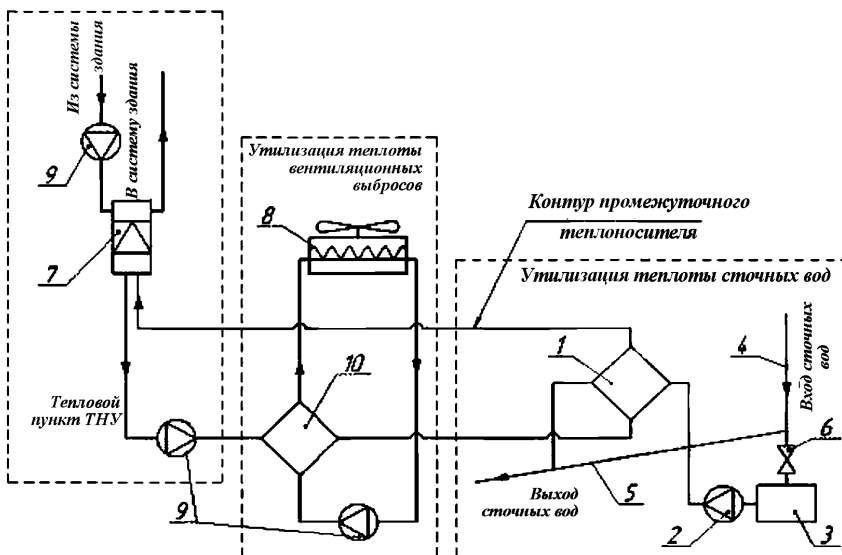 Из системы
здания
В систему здания
9
7
Тепловой
пункт ТНУ
Утилизация теплоты
вентиляционных
выбросов
8
10
9
Контур промежуточного
теплоносителя
Утилизация теплоты сточных вод
1
4
Вход сточных
вод
6
5
Выход
сточных вод
2
3